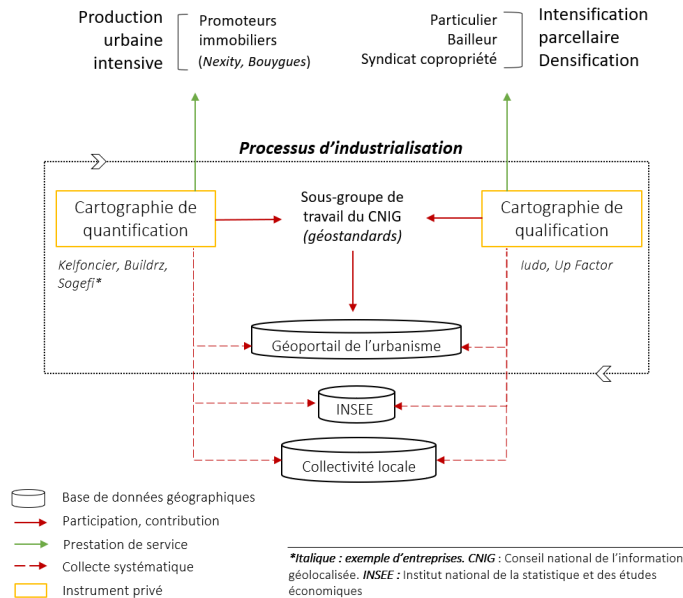 Production
urbaine
intensive
Promoteurs
immobiliers
(Nexity, Bouygues)
Particulier
Bailleur
Syndicat copropriété
Intensification
parcellaire
Densification
Processus d’industrialisation
Cartographie de
quantification
Sous-groupe de
travail du CNIG
(géostandards)
Cartographie de
qualification
Kelfoncier, Buildrz,
Sogefi*
Iudo, Up Factor
Géoportail de l’urbanisme
INSEE
Collectivité locale
Base de données géographiques
Participation, contribution
Prestation de service
Collecte systématique
Instrument privé
*Italique : exemple d’entreprises. CNIG : Conseil national de l’information
géolocalisée. INSEE : Institut national de la statistique et des études
économiques